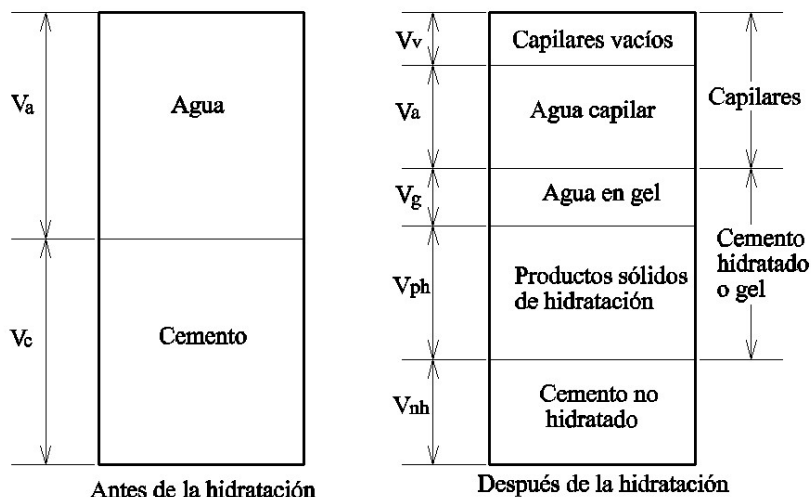 Va
Agua
Vc
Cemento
Antes de la hidratación
Vv
Capilares vacíos
Va
Agua capilar
Capilares
Vg
Agua en gel
Vph
Productos sólidos
de hidratación
Cemento
hidratado
o gel
Vnh
Cemento no
hidratado
Después de la hidratación